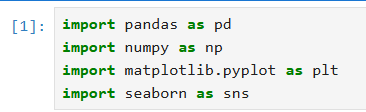 [1]: import pandas as pd
import numpy as np
import matplotlib.pyplot as plt
import seaborn as sns